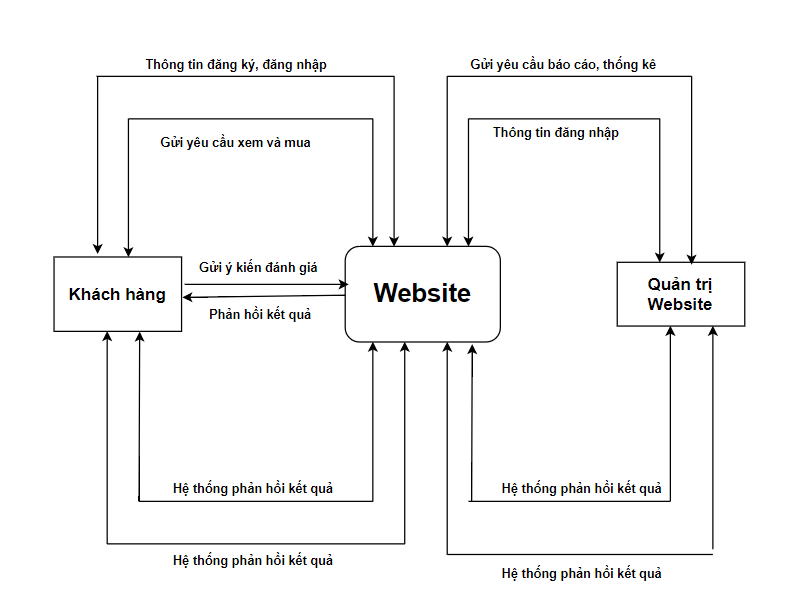 Thông tin đăng ký, đăng nhập
Gửi yêu cầu báo cáo, thống kê
Gửi yêu cầu xem và mua
Thông tin đăng nhập
Gửi ý kiến đánh giá
Khách hàng
Website
Quản trị
Website
Phản hồi kết quả
Hệ thống phản hồi kết quả
Hệ thống phản hồi kết quả
Hệ thống phản hồi kết quả
Hệ thống phản hồi kết quả